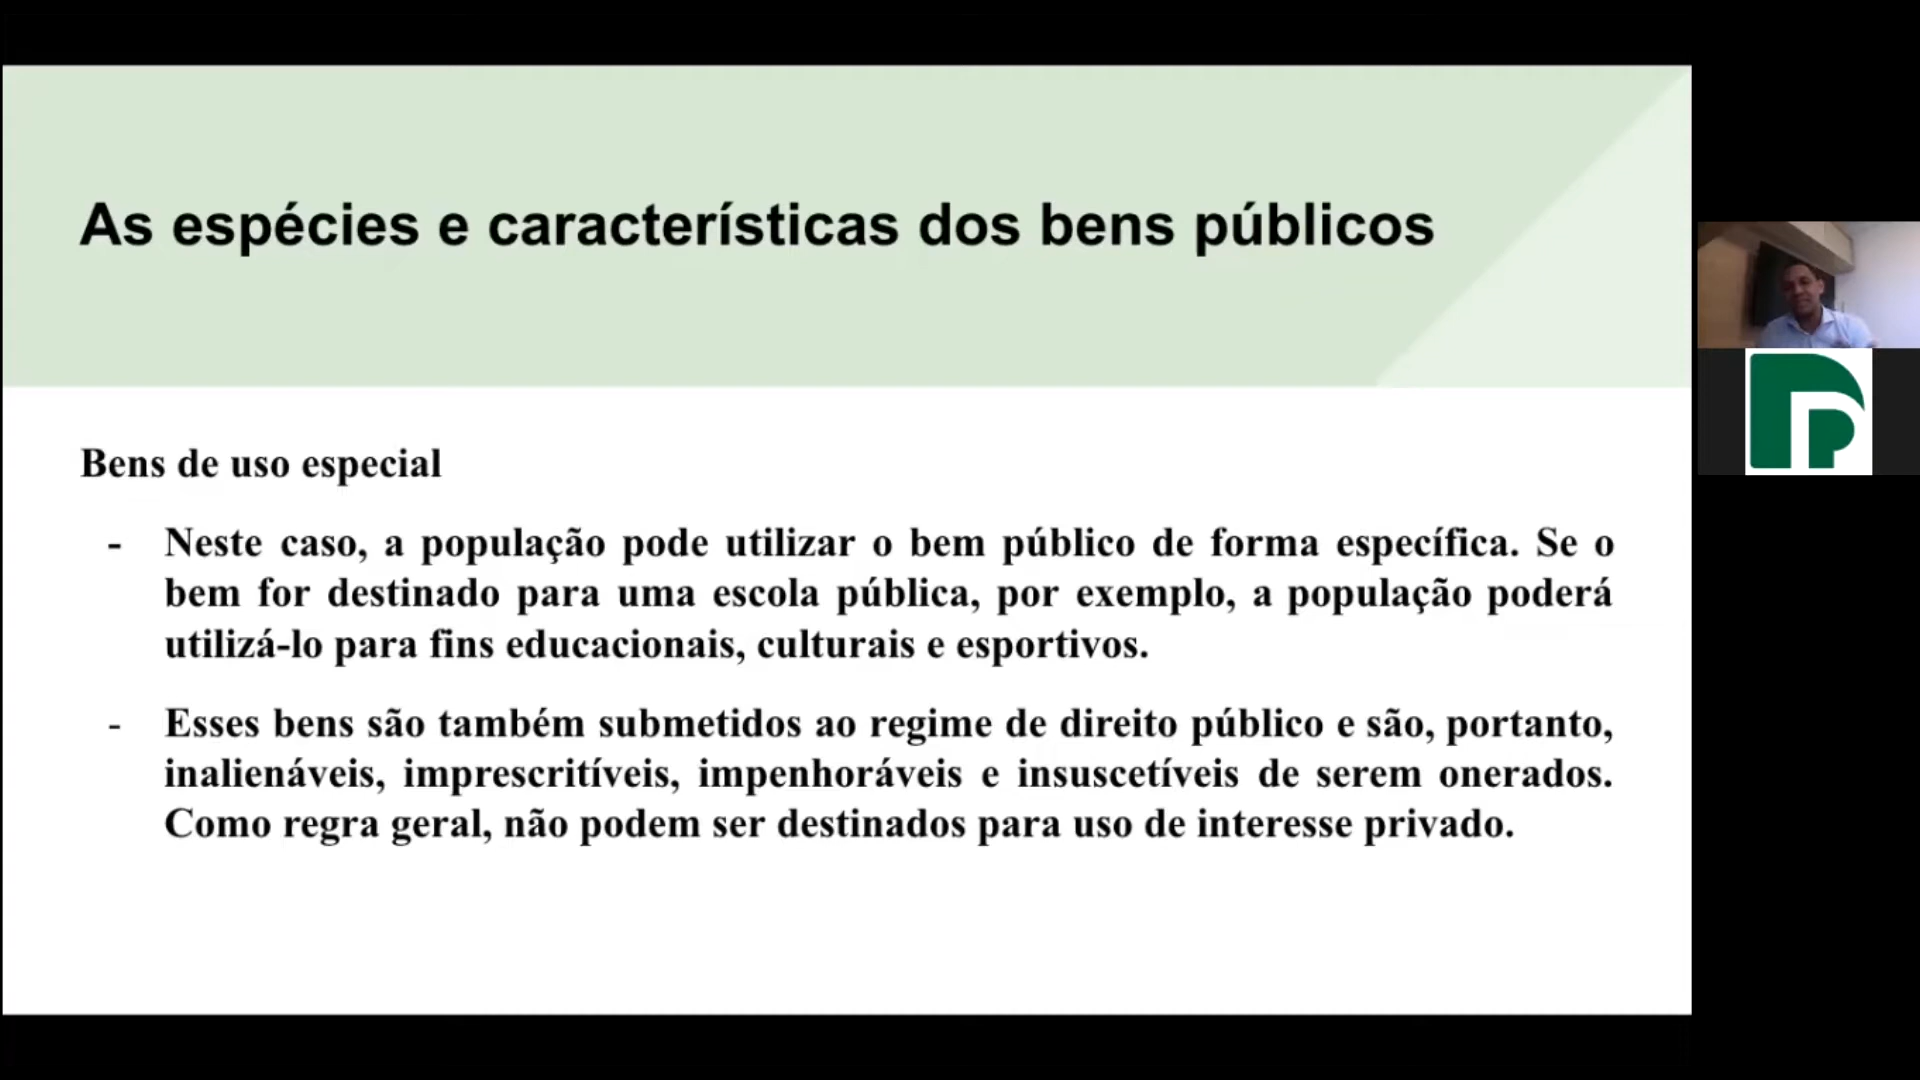 As espécies e características dos bens públicos
Bens de uso especial
- Neste caso, a população pode utilizar o bem público de forma específica. Se o
bem for destinado para uma escola pública, por exemplo, a população poderá
utilizá-lo para fins educacionais, culturais e esportivos.
- Esses bens são também submetidos ao regime de direito público e são, portanto,
inalienáveis, imprescritíveis, impenhoráveis e insuscetíveis de serem onerados.
Como regra geral, não podem ser destinados para uso de interesse privado.